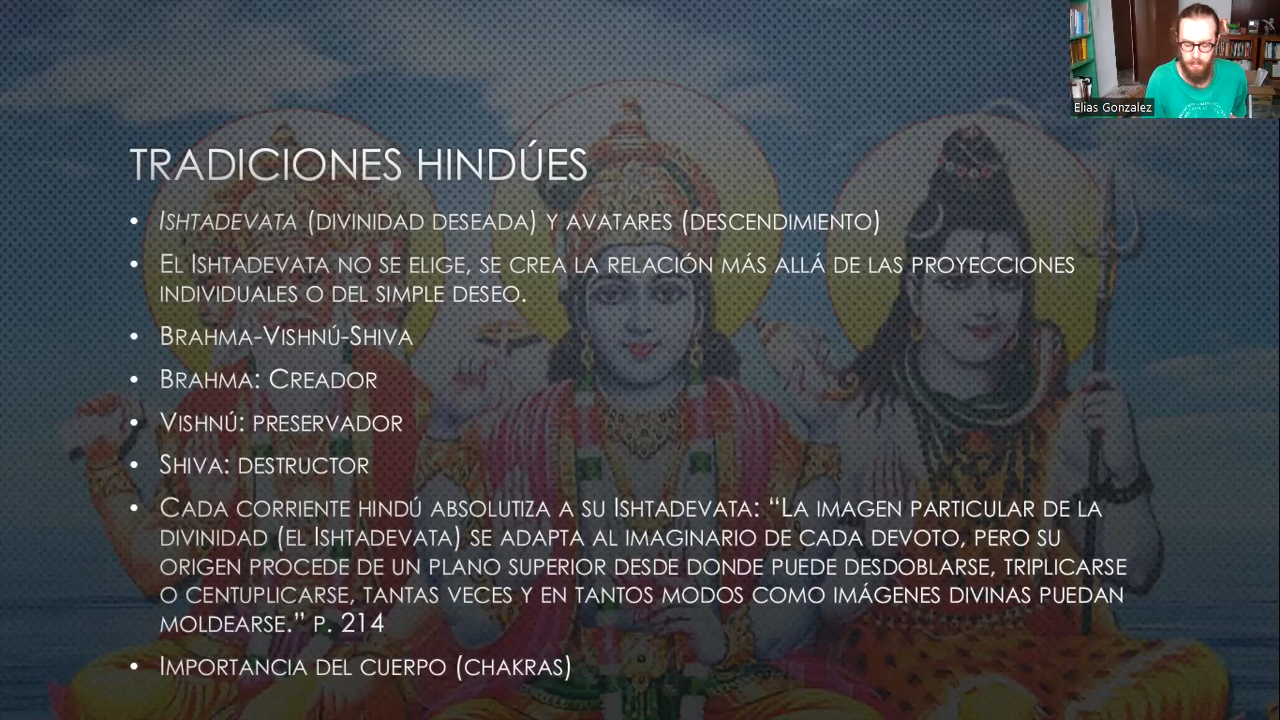 Elias Gonzalez
TRADICIONES HINDÚES
• ISHTADEVATA (DIVINIDAD DESEADA) Y AVATARES (DESCENDIMIENTO)
• EL ISHTADEVATA NO SE ELIGE, SE CREA LA RELACIÓN MÁS ALLÁ DE LAS PROYECCIONES
INDIVIDUALES O DEL SIMPLE DESEO.
• BRAHMA-VISHNÚ-SHIVA
• BRAHMA: CREADOR
• VISHNÚ: PRESERVADOR
• SHIVA: DESTRUCTOR
• CADA CORRIENTE HINDÚ ABSOLUTIZA A SU ISHTADEVATA: “LA IMAGEN PARTICULAR DE LA
DIVINIDAD (EL ISHTADEVATA) SE ADAPTA AL IMAGINARIO DE CADA DEVOTO, PERO SU
ORIGEN PROCEDE DE UN PLANO SUPERIOR DESDE DONDE PUEDE DESDOBLARSE, TRIPLICARSE
O CENTUPLICARSE, TANTAS VECES Y EN TANTOS MODOS COMO IMÁGENES DIVINAS PUEDAN
MOLDEARSE.” P. 214
• IMPORTANCIA DEL CUERPO (CHAKRAS)